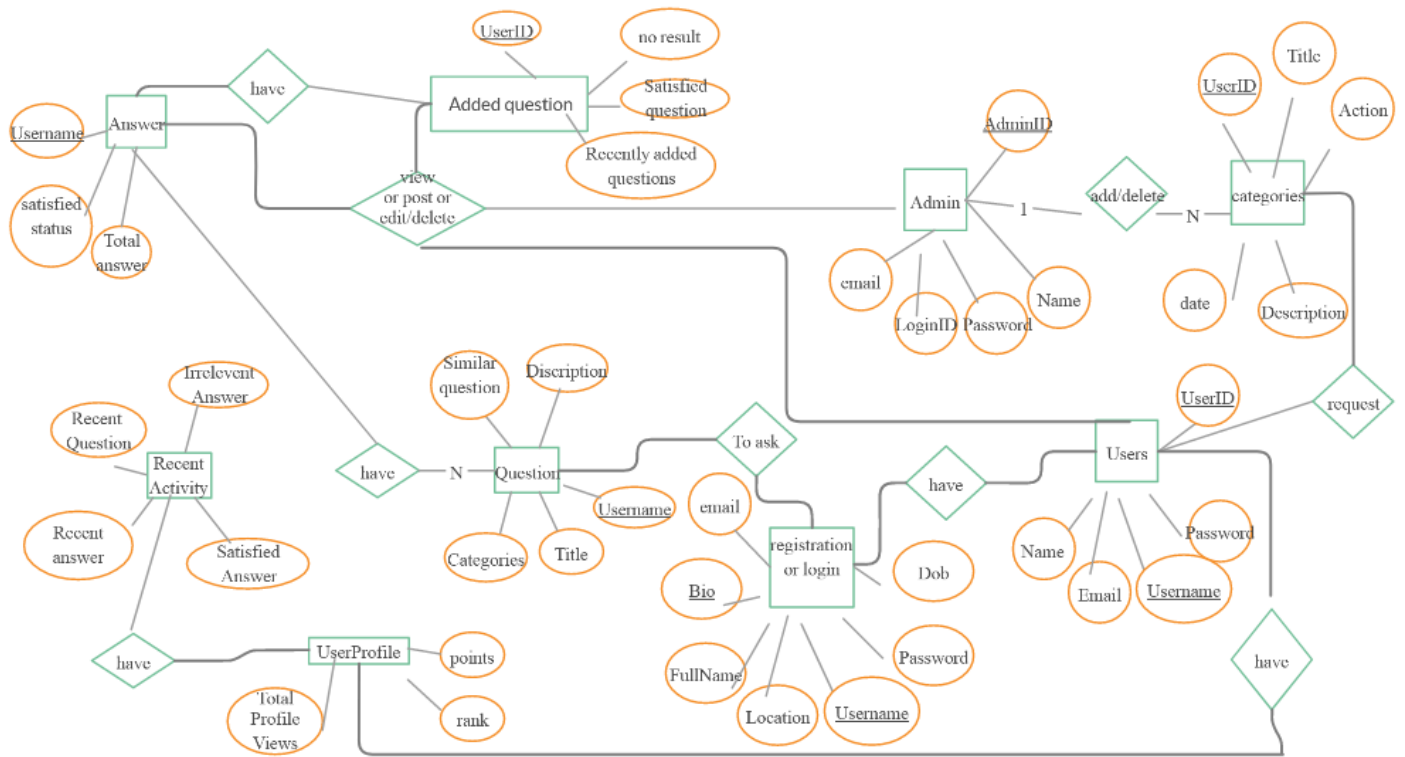 UserID
no result
have
Added question
Satisfied
question
Username
Answer
Recently added
questions
satisfied
status
Total
answer
view
or post or
edit/delete
AdminID
Admin
1
add/delete
N
UserID
Title
Action
categories
email
LoginID
Password
Name
date
Description
request
Irrelevent
Answer
Recent
Question
Recent
Activity
Recent
answer
Satisfied
Answer
have
UserProfile
points
rank
Total
Profile
Views
Similar
question
Discription
have
N
Question
Username
Categories
Title
To ask
email
registration
or login
Bio
Dob
FullName
Location
Username
Password
have
UserID
Users
Name
Email
Username
Password
have